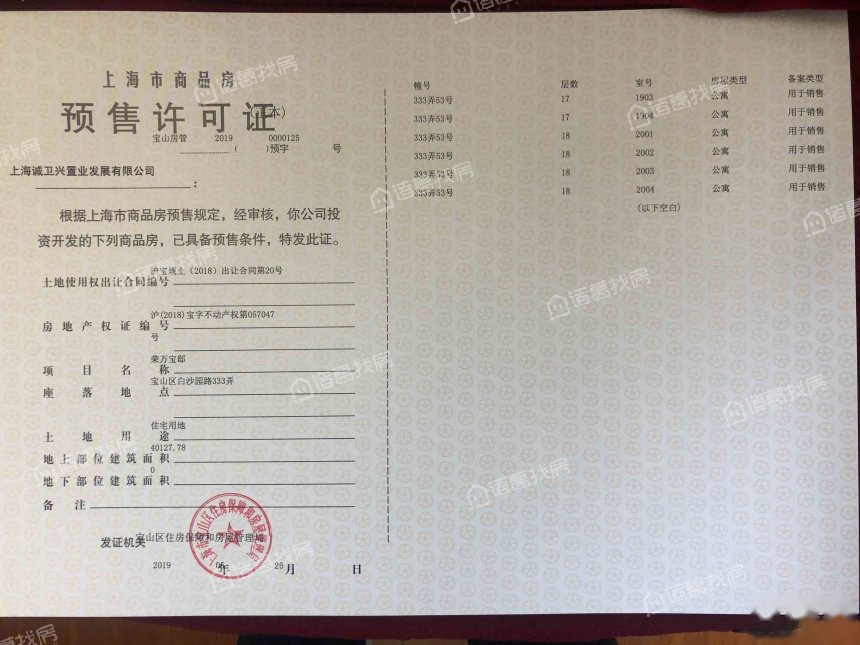 上海市商品房
预售许可证
本)
宝山房管 2019 0000125
( )预字 号
上海诚卫兴置业发展有限公司
:
根据上海市商品房预售规定，经审核，你公司投
资开发的下列商品房，已具备预售条件，特发此证。
沪宝规土（2018）出让合同第20号
土地使用权出让合同编号
沪(2018)宝字不动产权第057047
房地产权证编号
号
荣万宝邸
项目名称
宝山区白沙园路333弄
座落地点
住宅用地
土地用途
40127.78
地上部位建筑面积
0
地下部位建筑面积
备注
发证机关 宝山区住房保障和房屋管理局
2019 年 05 月 26 日
幢号 层数 室号 房屋类型 备案类型
333弄53号 17 1903 公寓 用于销售
333弄53号 17 1904 公寓 用于销售
333弄53号 18 2001 公寓 用于销售
333弄53号 18 2002 公寓 用于销售
333弄53号 18 2003 公寓 用于销售
333弄53号 18 2004 公寓 用于销售
(以下空白)
诸葛找房